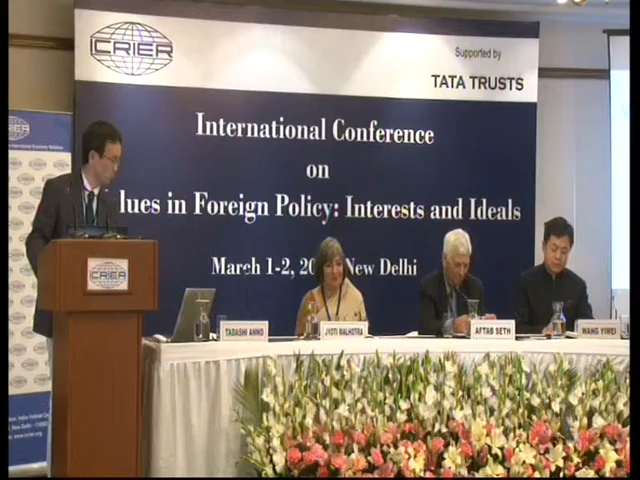 ICRIER
Supported by
TATA TRUSTS
International Conference
on
lues in Foreign Policy: Interests and Ideals
March 1-2, 20 New Delhi
ICRIER
TADASHI ANNO
JYOTI MALHOTRA
AFTAB SETH
WANG YIWEI